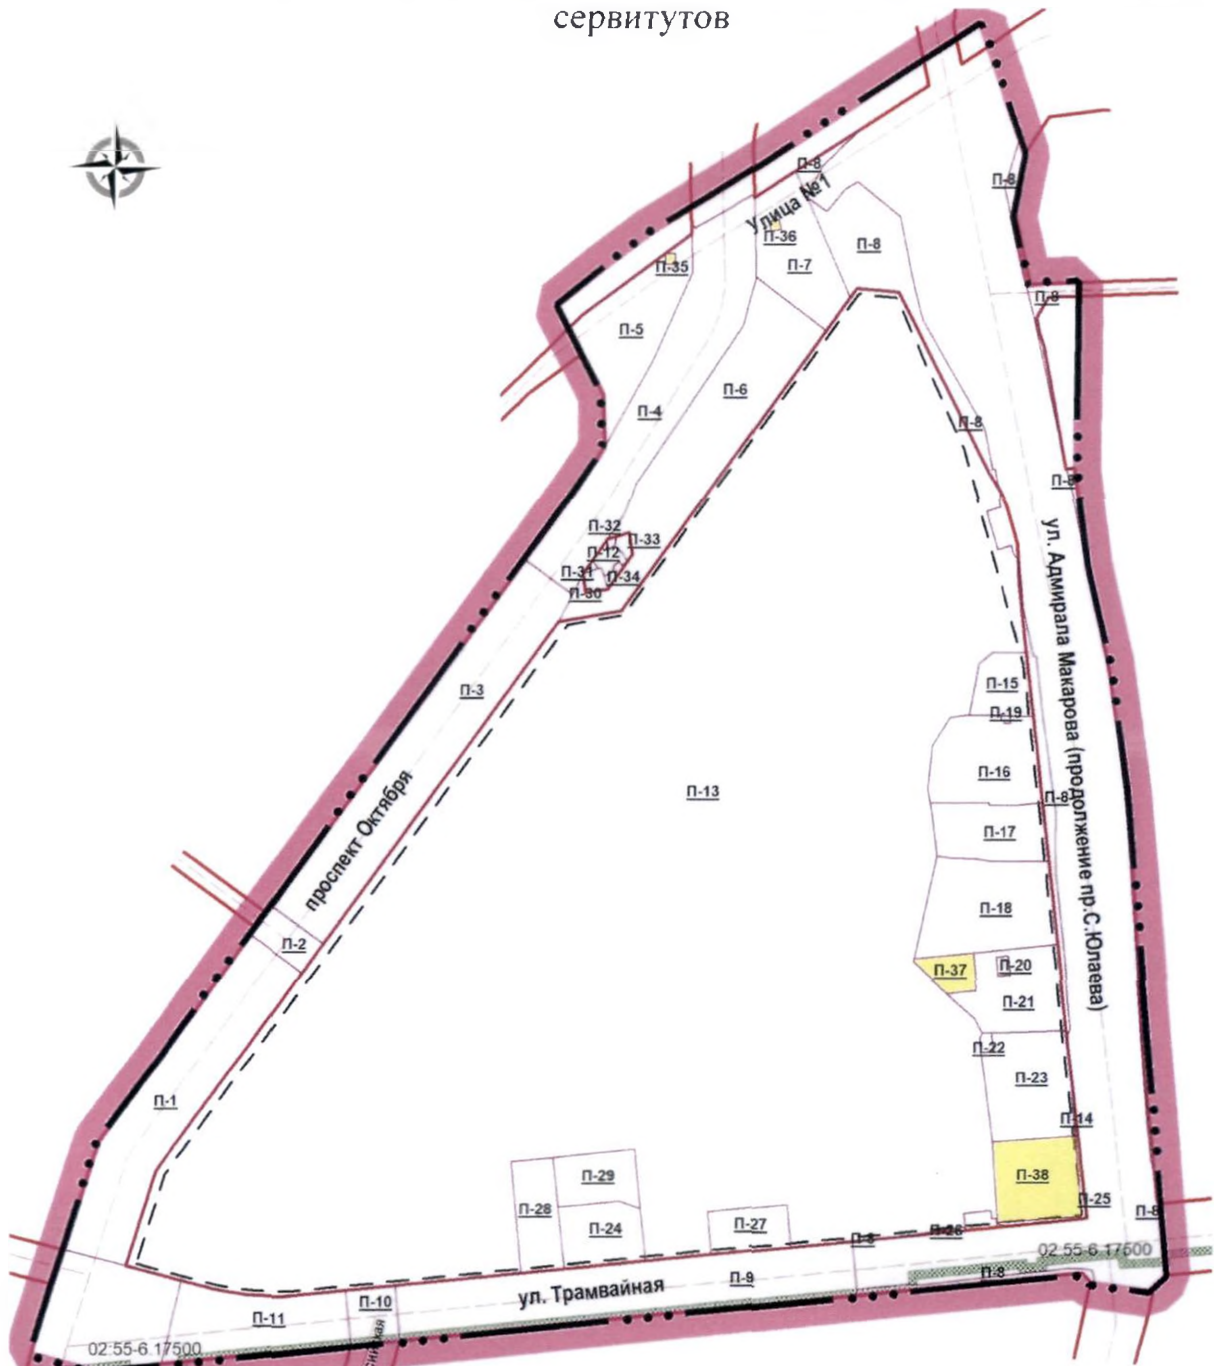 сервитутов
П-8
Улица №1
П-8
П-36
П-8
П-35
П-7
П-8
П-5
П-6
П-4
П-8
П-8
П-32
П-33
П-12
П-31
П-34
П-30
ул. Адмирала Макарова (продолжение пр.С.Юлаева)
П-15
П-3
П-19
П-16
П-13
П-8
проспект Октября
П-17
П-18
П-2
П-37
П-20
П-21
П-22
П-23
П-1
П-14
П-29
П-38
П-28
П-25
П-8
П-24
П-27
П-26
П-8
02:55-6.17500
П-8
П-9
ул. Трамвайная
П-10
П-11
02:55-6.17500